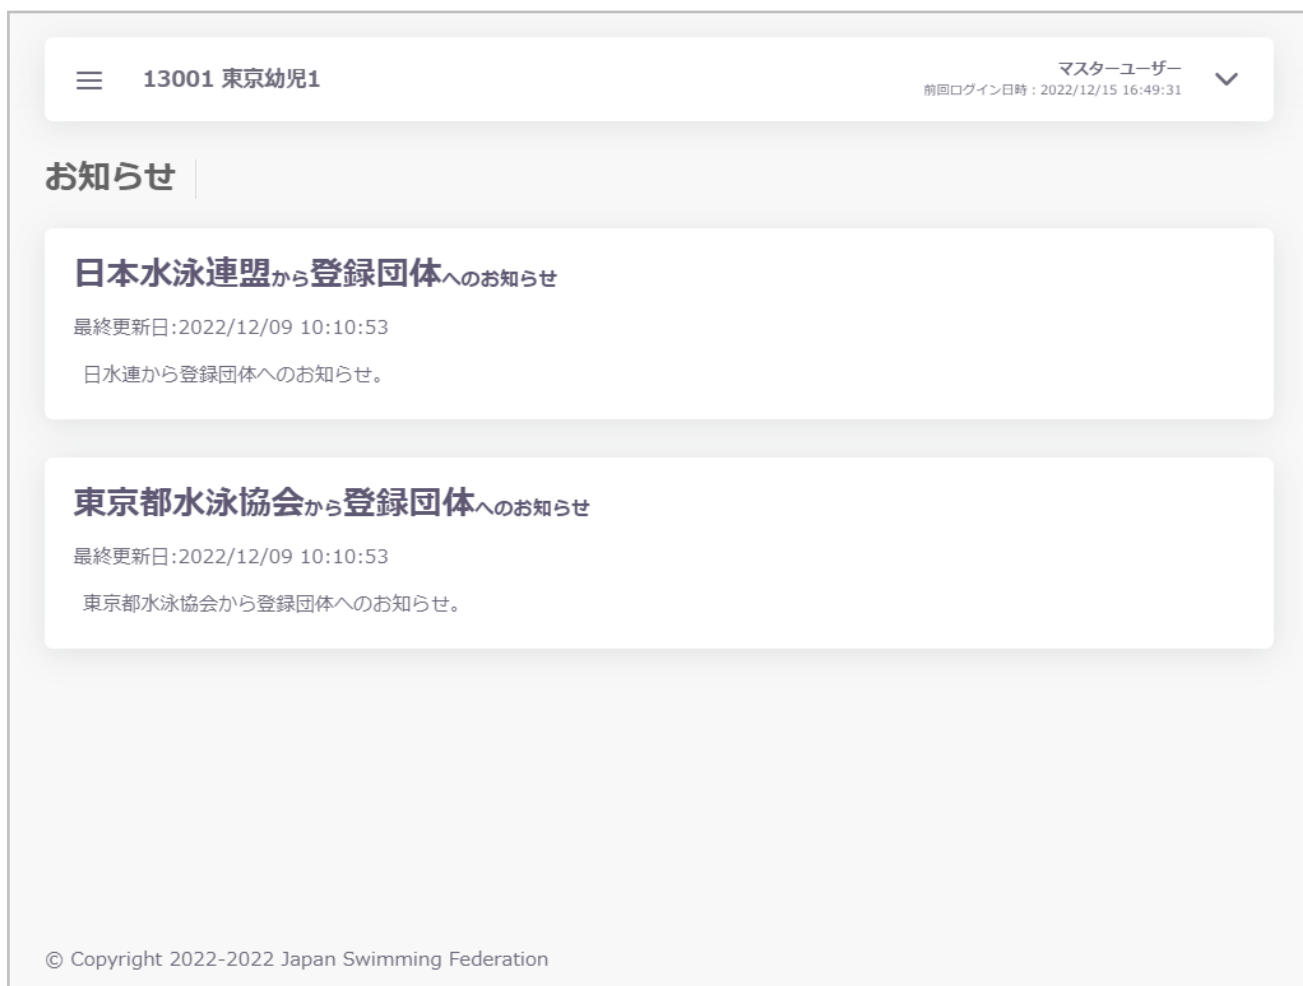 13001 東京幼児1
マスターユーザー
前回ログイン日時：2022/12/15 16:49:31
お知らせ
日本水泳連盟から登録団体へのお知らせ
最終更新日:2022/12/09 10:10:53
日水連から登録団体へのお知らせ。
東京都水泳協会から登録団体へのお知らせ
最終更新日:2022/12/09 10:10:53
東京都水泳協会から登録団体へのお知らせ。
© Copyright 2022-2022 Japan Swimming Federation